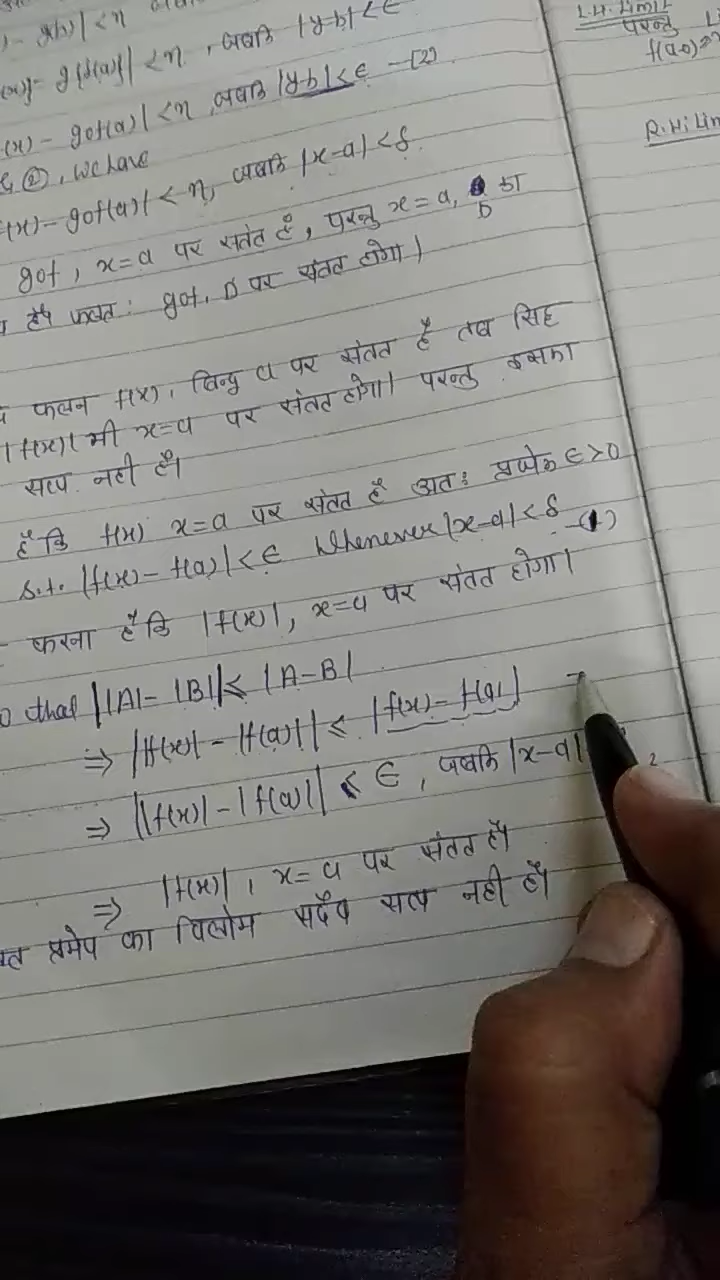 - g(b)| < η
- g(f(a))| < η, जबकि |y-b| < ϵ
(x) - gof(a)| < η, जबकि |y-b| < ϵ —(2)
& ②, we have
(x) - gof(a)| < η, जबकि |x-a| < δ
gof, x=a पर संतत है, परन्तु x=a, D का
है फलतः gof, D पर संतत होगा।
फलन f(x), बिन्दु a पर संतत है तब सिद्ध
|f(x)| भी x=a पर संतत होगा। परन्तु इसका
सत्य नही है।
है कि f(x) x=a पर संतत है अतः प्रत्येक ϵ>0
s.t. |f(x) - f(a)| < ϵ Whenever |x-a| < δ —(1)
करना है कि |f(x)|, x=a पर संतत होगा।
that ||A| - |B|| ≤ |A-B|
⇒ ||f(x)| - |f(a)|| ≤ |f(x) - f(a)|
⇒ ||f(x)| - |f(a)|| < ϵ, जबकि |x-a|
⇒ |f(x)|, x=a पर संतत है।
प्रमेय का विलोम सदैव सत्य नही है।
L.H. limit
परन्तु
f(a-0) =
R.H. Lim